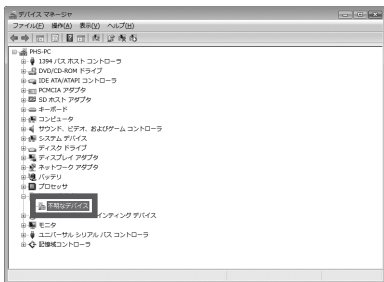 デバイス マネージャ
ファイル(F) 操作(A) 表示(V) ヘルプ(H)
PHS-PC
1394 バス ホスト コントローラ
DVD/CD-ROM ドライブ
IDE ATA/ATAPI コントローラ
PCMCIA アダプタ
SD ホスト アダプタ
キーボード
コンピュータ
サウンド、ビデオ、およびゲーム コントローラ
システム デバイス
ディスク ドライブ
ディスプレイ アダプタ
ネットワーク アダプタ
バッテリ
プロセッサ
不明なデバイス
インティング デバイス
モニタ
ユニバーサル シリアル バス コントローラ
記憶域コントローラ